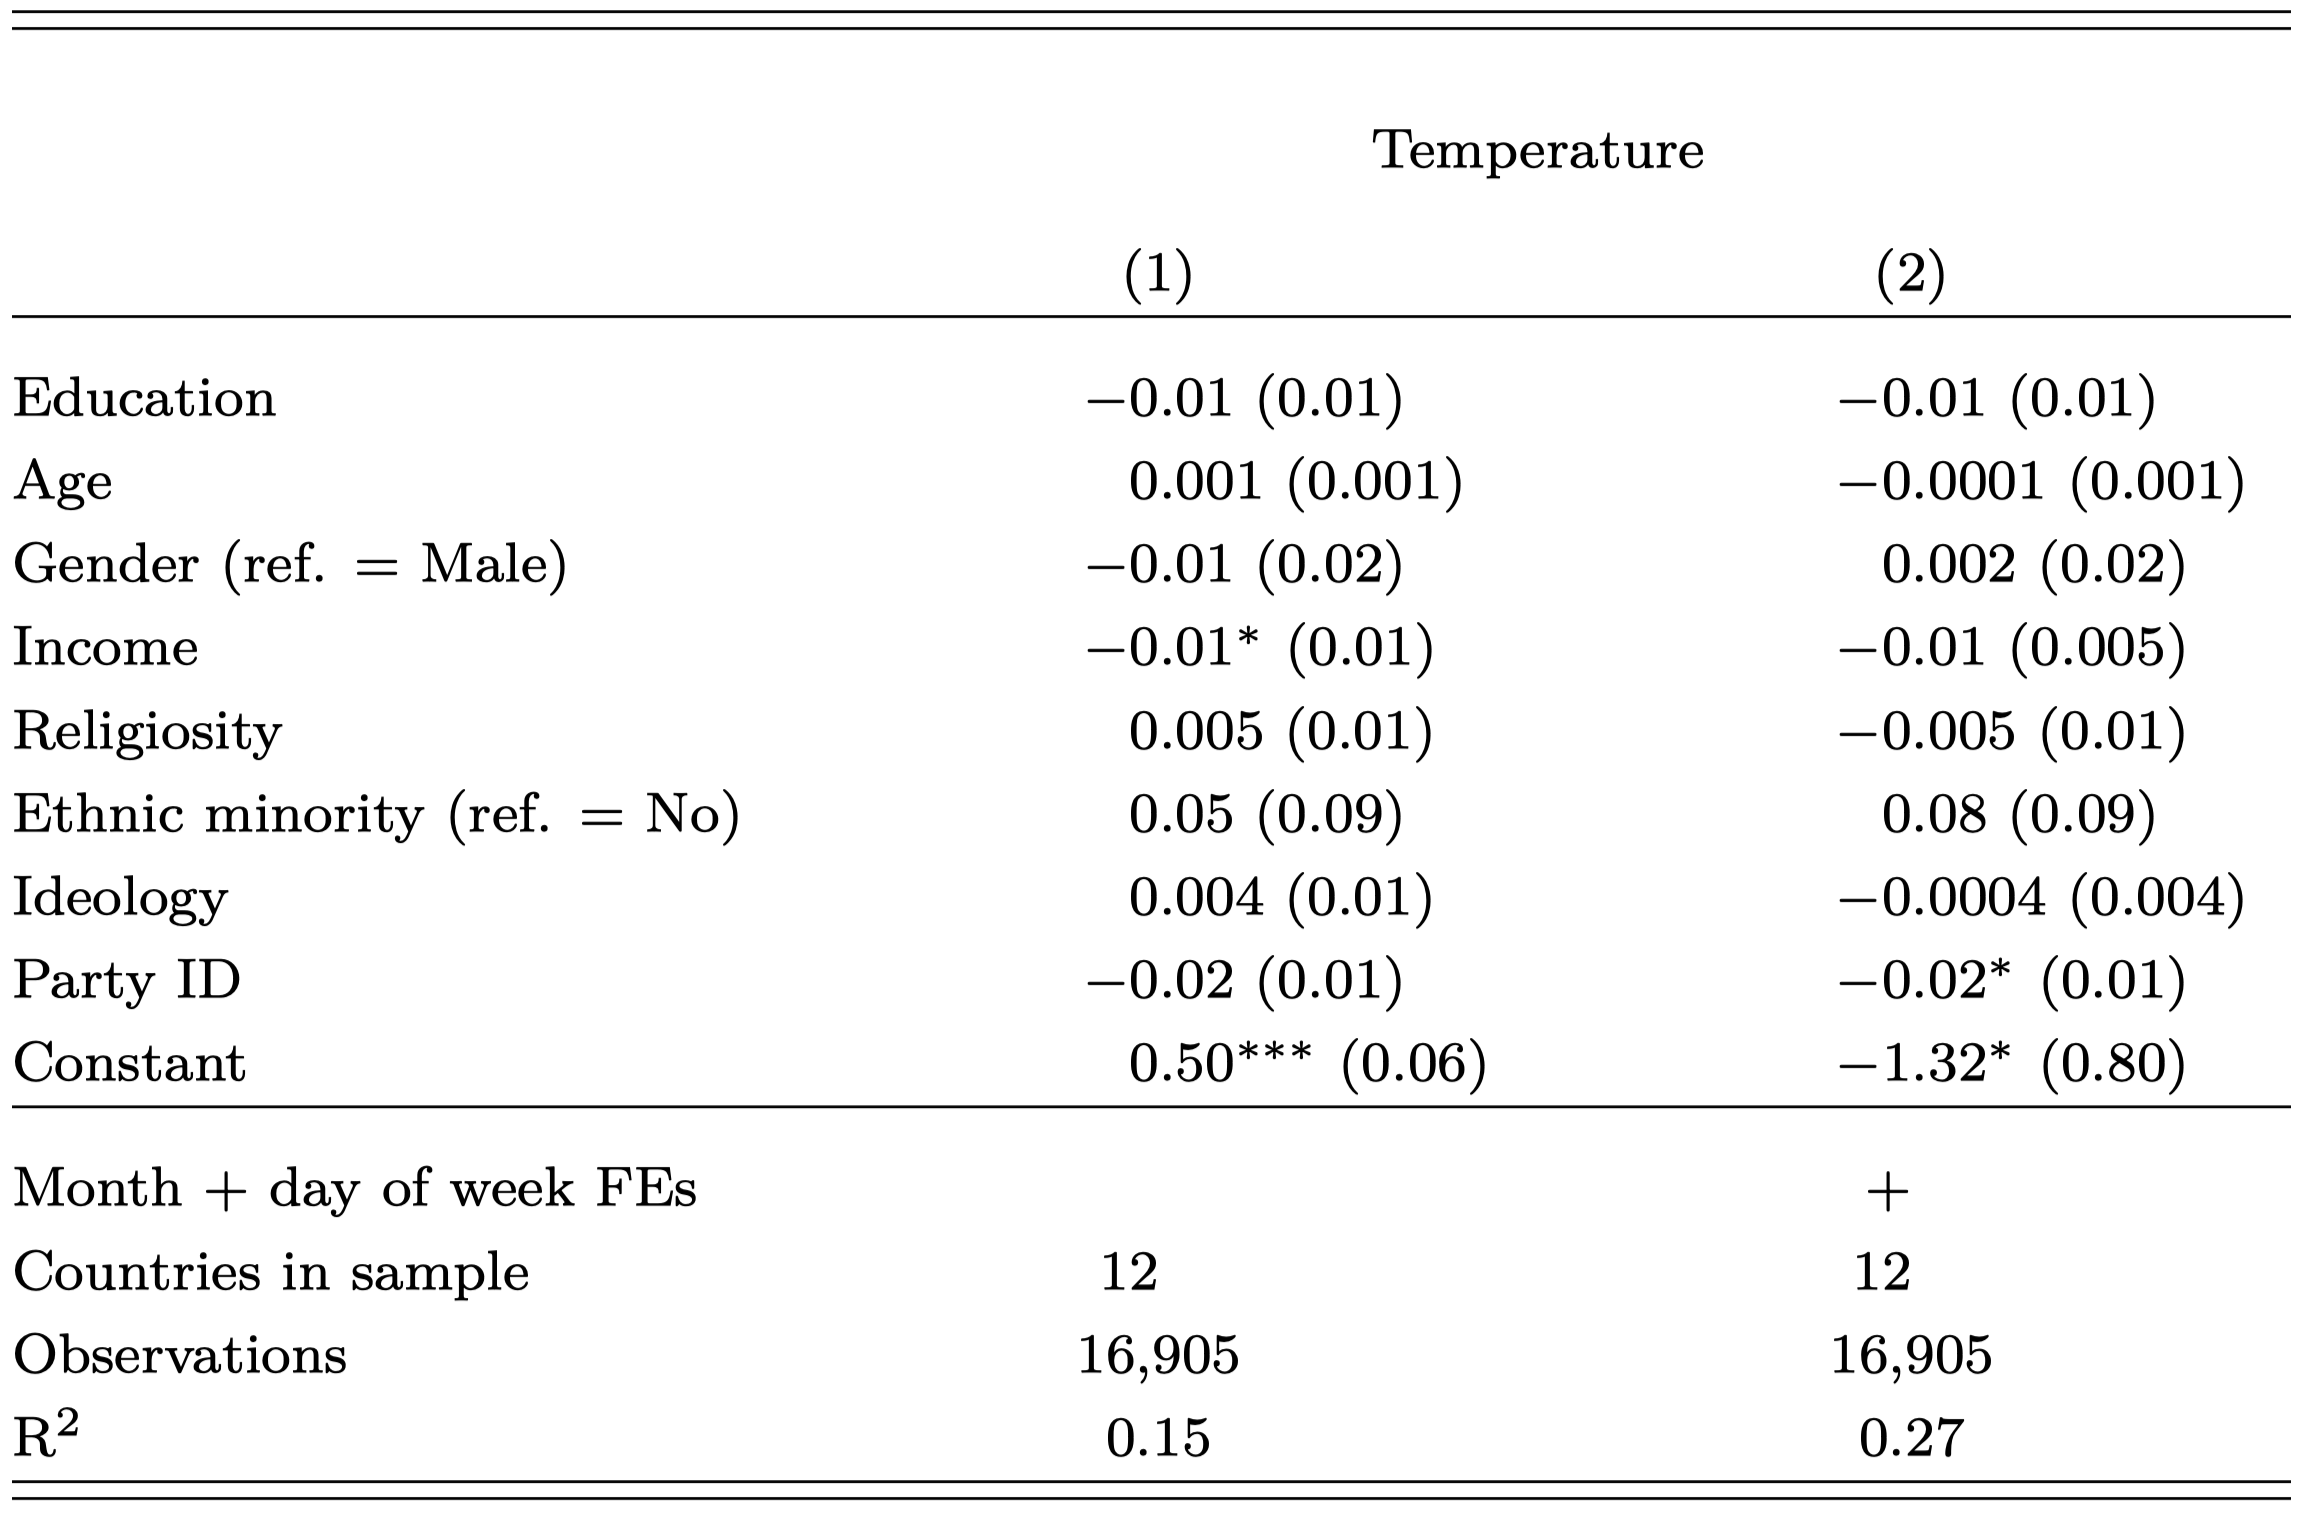 Temperature
(1) (2)
Education −0.01 (0.01) −0.01 (0.01)
Age 0.001 (0.001) −0.0001 (0.001)
Gender (ref. = Male) −0.01 (0.02) 0.002 (0.02)
Income −0.01* (0.01) −0.01 (0.005)
Religiosity 0.005 (0.01) −0.005 (0.01)
Ethnic minority (ref. = No) 0.05 (0.09) 0.08 (0.09)
Ideology 0.004 (0.01) −0.0004 (0.004)
Party ID −0.02 (0.01) −0.02* (0.01)
Constant 0.50*** (0.06) −1.32* (0.80)
Month + day of week FEs +
Countries in sample 12 12
Observations 16,905 16,905
R² 0.15 0.27